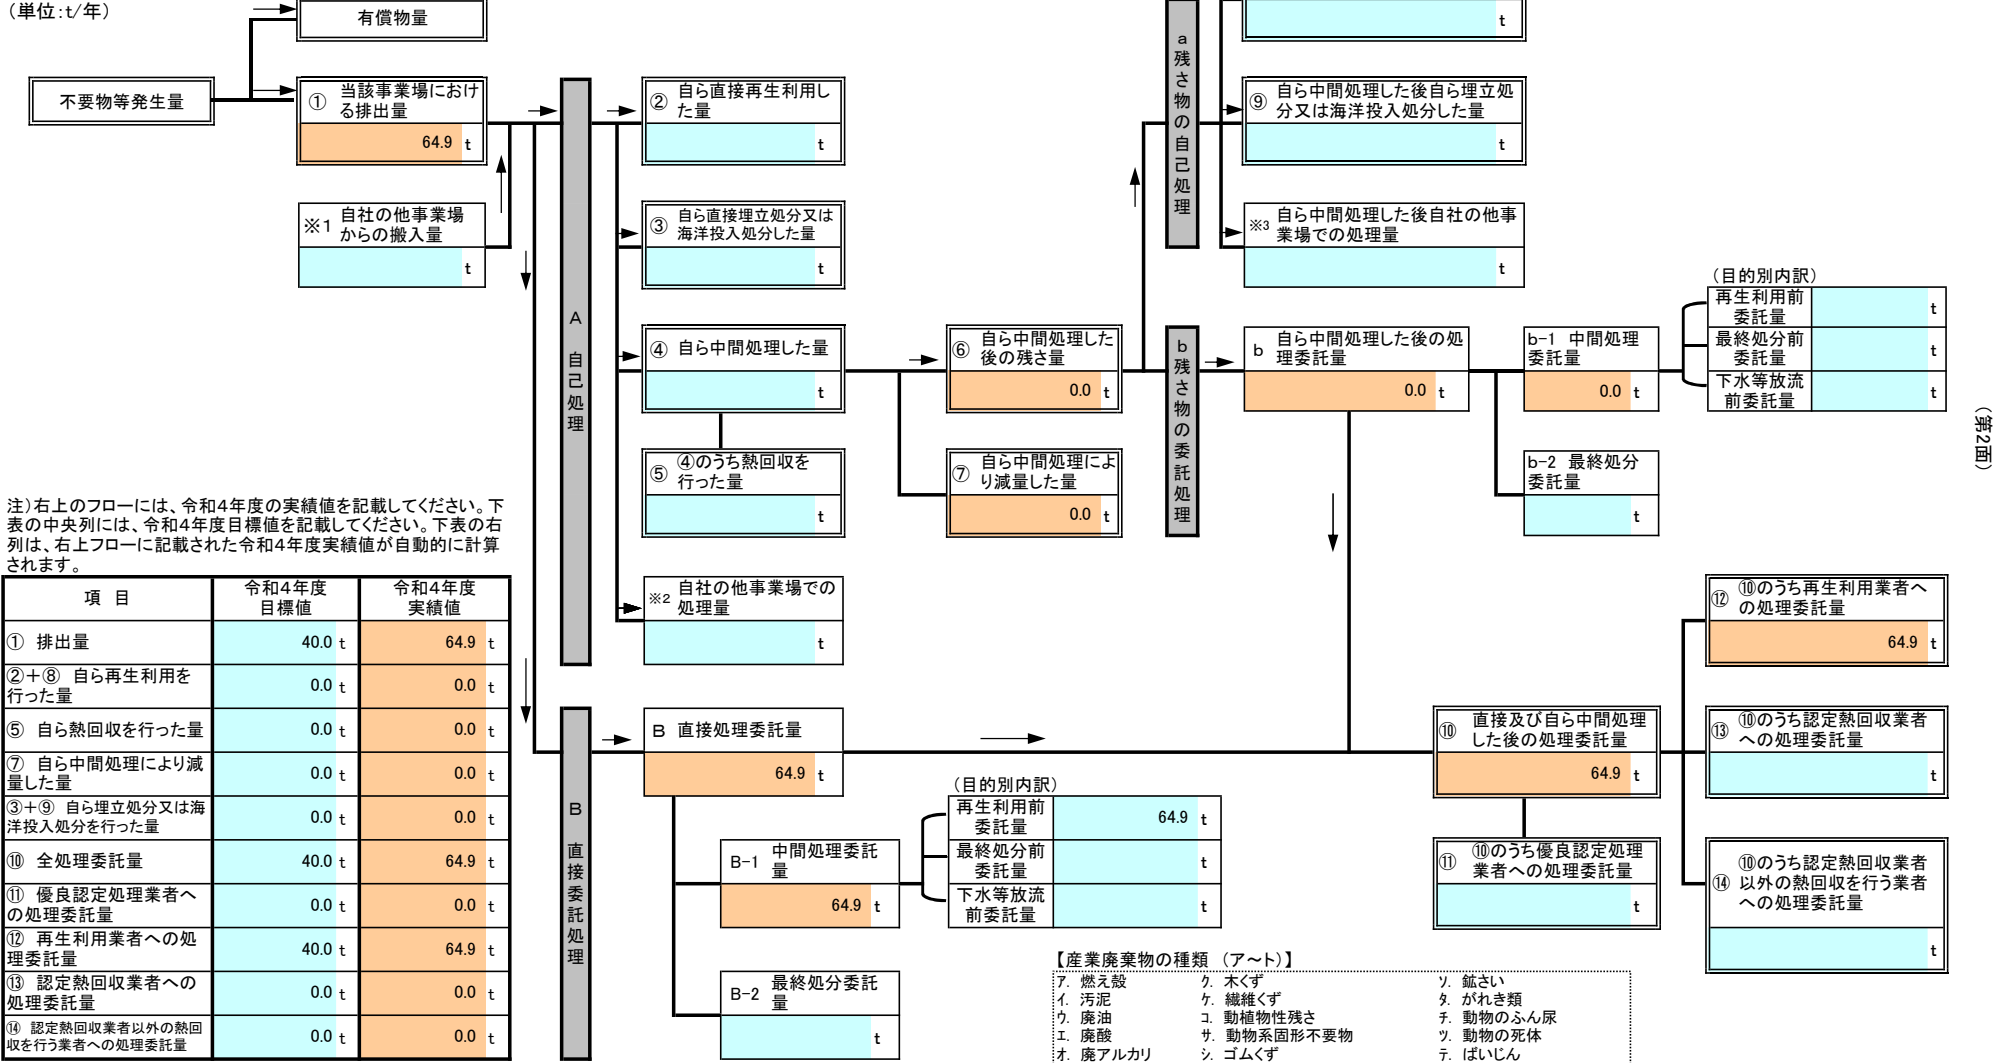 (単位:t/年)
有償物量
不要物等発生量
① 当該事業場におけ
る排出量
64.9 t
※1 自社の他事業場
からの搬入量
t
A
自己処理
② 自ら直接再生利用し
た量
t
③ 自ら直接埋立処分又は
海洋投入処分した量
t
④ 自ら中間処理した量
t
⑤ ④のうち熱回収を
行った量
t
※2 自社の他事業場での
処理量
t
⑥ 自ら中間処理した
後の残さ量
0.0 t
⑦ 自ら中間処理によ
り減量した量
0.0 t
a
残さ物の自己処理
t
⑨ 自ら中間処理した後自ら埋立処
分又は海洋投入処分した量
t
※3 自ら中間処理した後自社の他事
業場での処理量
t
b
残さ物の委託処理
b 自ら中間処理した後の処
理委託量
0.0 t
b-1 中間処理
委託量
0.0 t
(目的別内訳)
再生利用前
委託量
t
最終処分前
委託量
t
下水等放流
前委託量
t
b-2 最終処分
委託量
t
(第2面)
注)右上のフローには、令和4年度の実績値を記載してください。下
表の中央列には、令和4年度目標値を記載してください。下表の右
列は、右上フローに記載された令和4年度実績値が自動的に計算
されます。
項 目
令和4年度
目標値
令和4年度
実績値
① 排出量 40.0 t 64.9 t
②+⑧ 自ら再生利用を
行った量
0.0 t 0.0 t
⑤ 自ら熱回収を行った量 0.0 t 0.0 t
⑦ 自ら中間処理により減
量した量
0.0 t 0.0 t
③+⑨ 自ら埋立処分又は海
洋投入処分を行った量
0.0 t 0.0 t
⑩ 全処理委託量 40.0 t 64.9 t
⑪ 優良認定処理業者へ
の処理委託量
0.0 t 0.0 t
⑫ 再生利用業者への処
理委託量
40.0 t 64.9 t
⑬ 認定熱回収業者への
処理委託量
0.0 t 0.0 t
⑭ 認定熱回収業者以外の熱回
収を行う業者への処理委託量
0.0 t 0.0 t
B
直接委託処理
B 直接処理委託量
64.9 t
B-1 中間処理委託
量
64.9 t
B-2 最終処分委託
量
t
(目的別内訳)
再生利用前
委託量
64.9 t
最終処分前
委託量
t
下水等放流
前委託量
t
⑩ 直接及び自ら中間処理
した後の処理委託量
64.9 t
⑪ ⑩のうち優良認定処理
業者への処理委託量
t
⑫ ⑩のうち再生利用業者へ
の処理委託量
64.9 t
⑬ ⑩のうち認定熱回収業者
への処理委託量
t
⑭ ⑩のうち認定熱回収業者
以外の熱回収を行う業者
への処理委託量
t
【産業廃棄物の種類 (ア～ト)】
ア. 燃え殻 ク. 木くず ソ. 鉱さい
イ. 汚泥 ケ. 繊維くず タ. がれき類
ウ. 廃油 コ. 動植物性残さ チ. 動物のふん尿
エ. 廃酸 サ. 動物系固形不要物 ツ. 動物の死体
オ. 廃アルカリ シ. ゴムくず テ. ばいじん